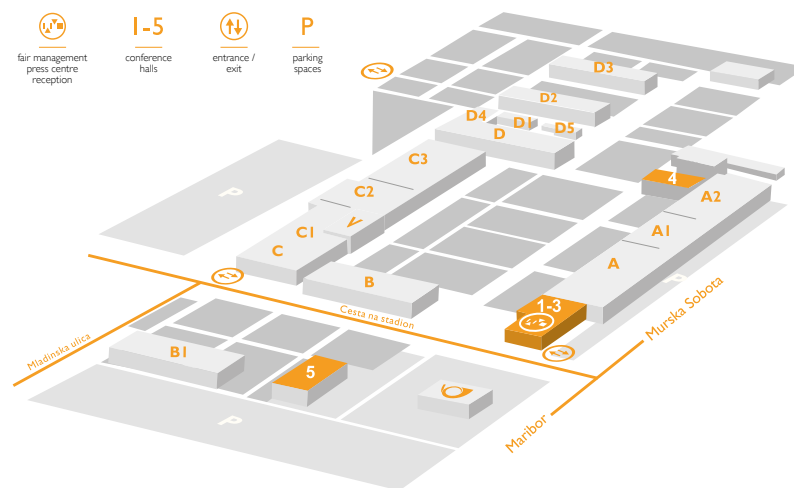 1-5
P
fair management
press centre
reception
conference
halls
entrance /
exit
parking
spaces
D3
D2
D4
D1
D5
D
C3
P
C2
4
A2
V
C1
A1
C
A
B
P
1-3
Cesta na stadion
Murska Sobota
Mladinska ulica
B1
5
P
Maribor